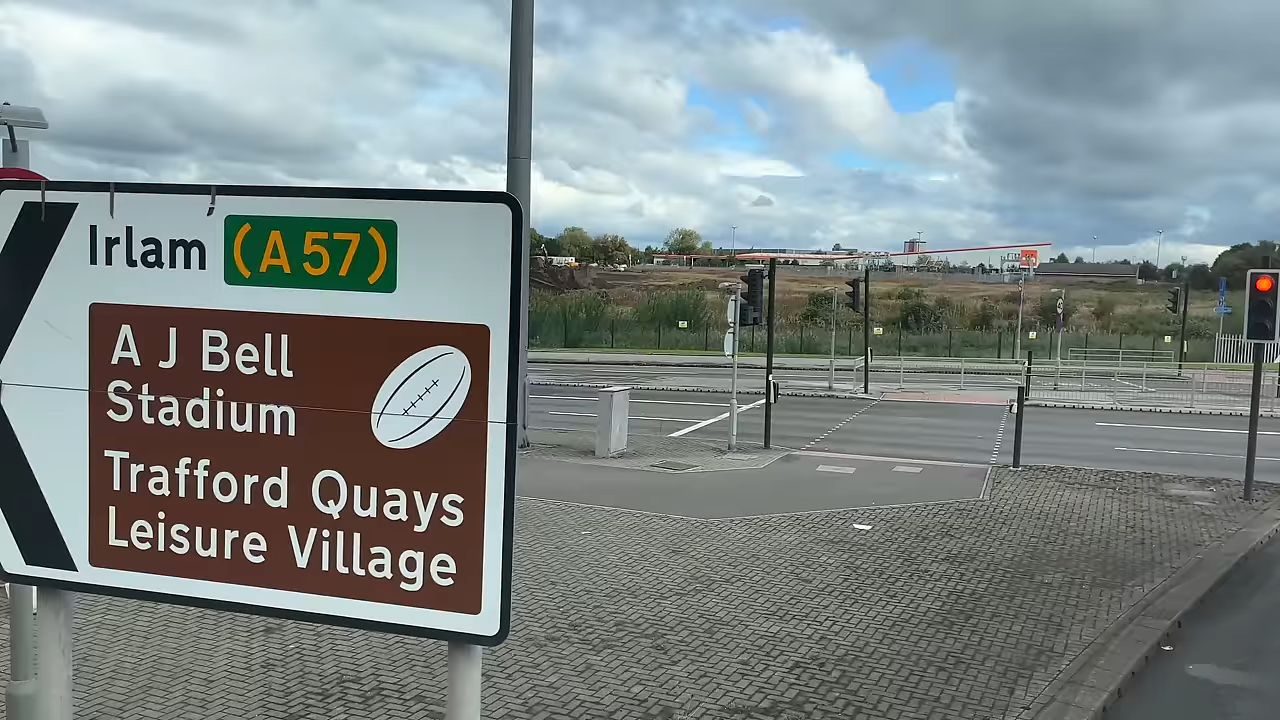 Irlam (A57)
A J Bell
Stadium
Trafford Quays
Leisure Village